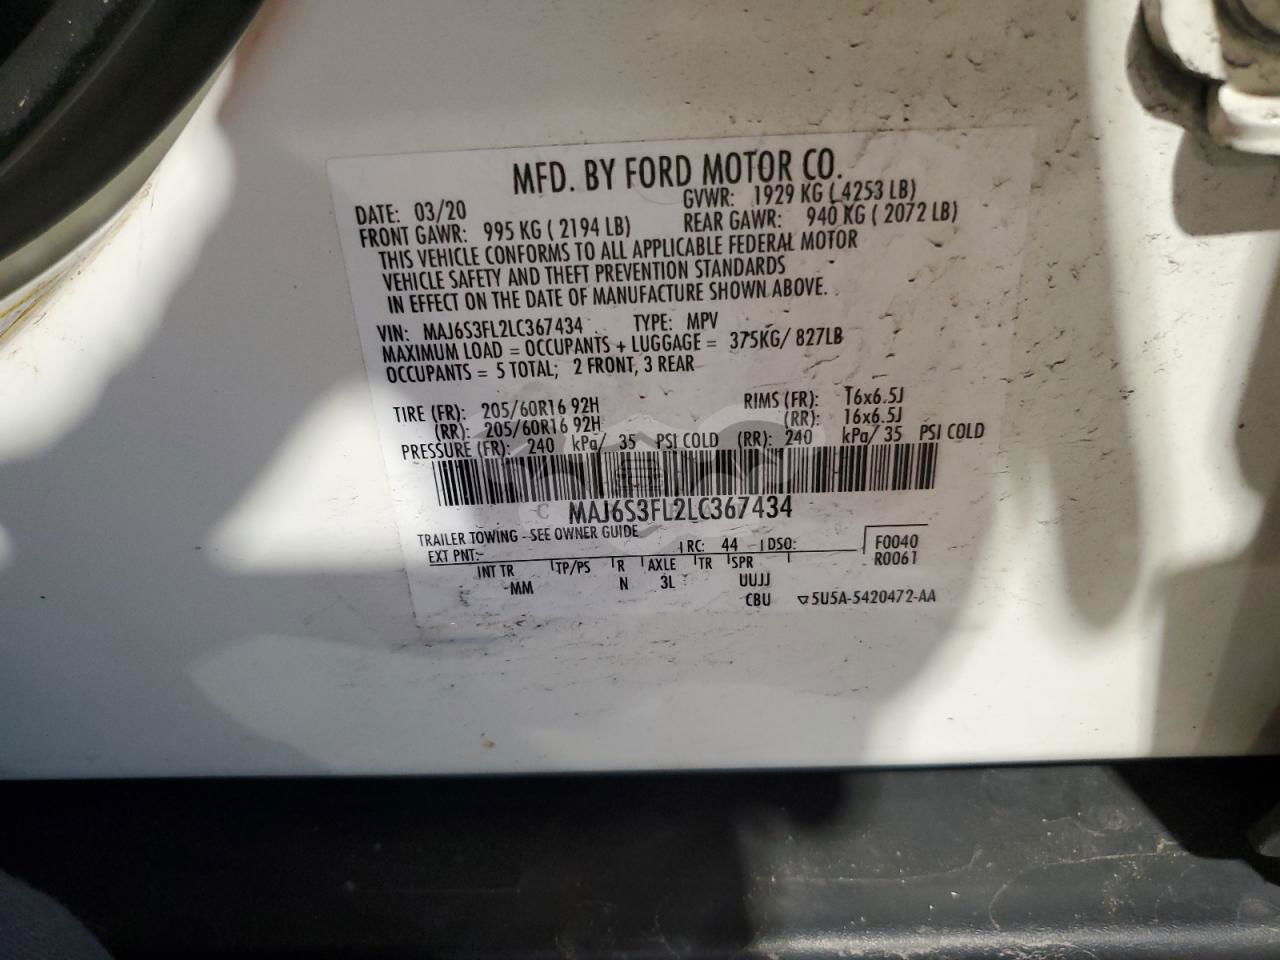 MFD. BY FORD MOTOR CO.
DATE: 03/20 GVWR: 1929 KG (4253 LB)
FRONT GAWR: 995 KG ( 2194 LB) REAR GAWR: 940 KG ( 2072 LB)
THIS VEHICLE CONFORMS TO ALL APPLICABLE FEDERAL MOTOR
VEHICLE SAFETY AND THEFT PREVENTION STANDARDS
IN EFFECT ON THE DATE OF MANUFACTURE SHOWN ABOVE.
VIN: MAJ6S3FL2LC367434 TYPE: MPV
MAXIMUM LOAD = OCCUPANTS + LUGGAGE = 375KG/ 827LB
OCCUPANTS = 5 TOTAL; 2 FRONT, 3 REAR
TIRE (FR): 205/60R16 92H RIMS (FR): 16x6.5J
(RR): 205/60R16 92H (RR): 16x6.5J
PRESSURE (FR): 240 kPa/ 35 PSI COLD (RR): 240 kPa/ 35 PSI COLD
MAJ6S3FL2LC367434
TRAILER TOWING - SEE OWNER GUIDE
EXT PNT:- RC: 44 DSO: F0040
INT TR TP/PS R AXLE TR SPR R0061
MM N 3L UUJJ
CBU ▽5U5A-5420472-AA